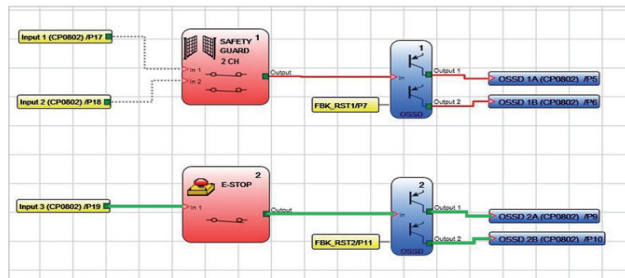 Input 1 (CP0802) /P17
Input 2 (CP0802) /P18
SAFETY 1
GUARD
2 CH
In 1
In 2
Output
FBK_RST1/P7
1
In
Output 1
Output 2
OSSD
OSSD 1A (CP0802) /P5
OSSD 1B (CP0802) /P6
Input 3 (CP0802) /P19
2
E-STOP
In 1
Output
FBK_RST2/P11
2
In
Output 1
Output 2
OSSD
OSSD 2A (CP0802) /P9
OSSD 2B (CP0802) /P10